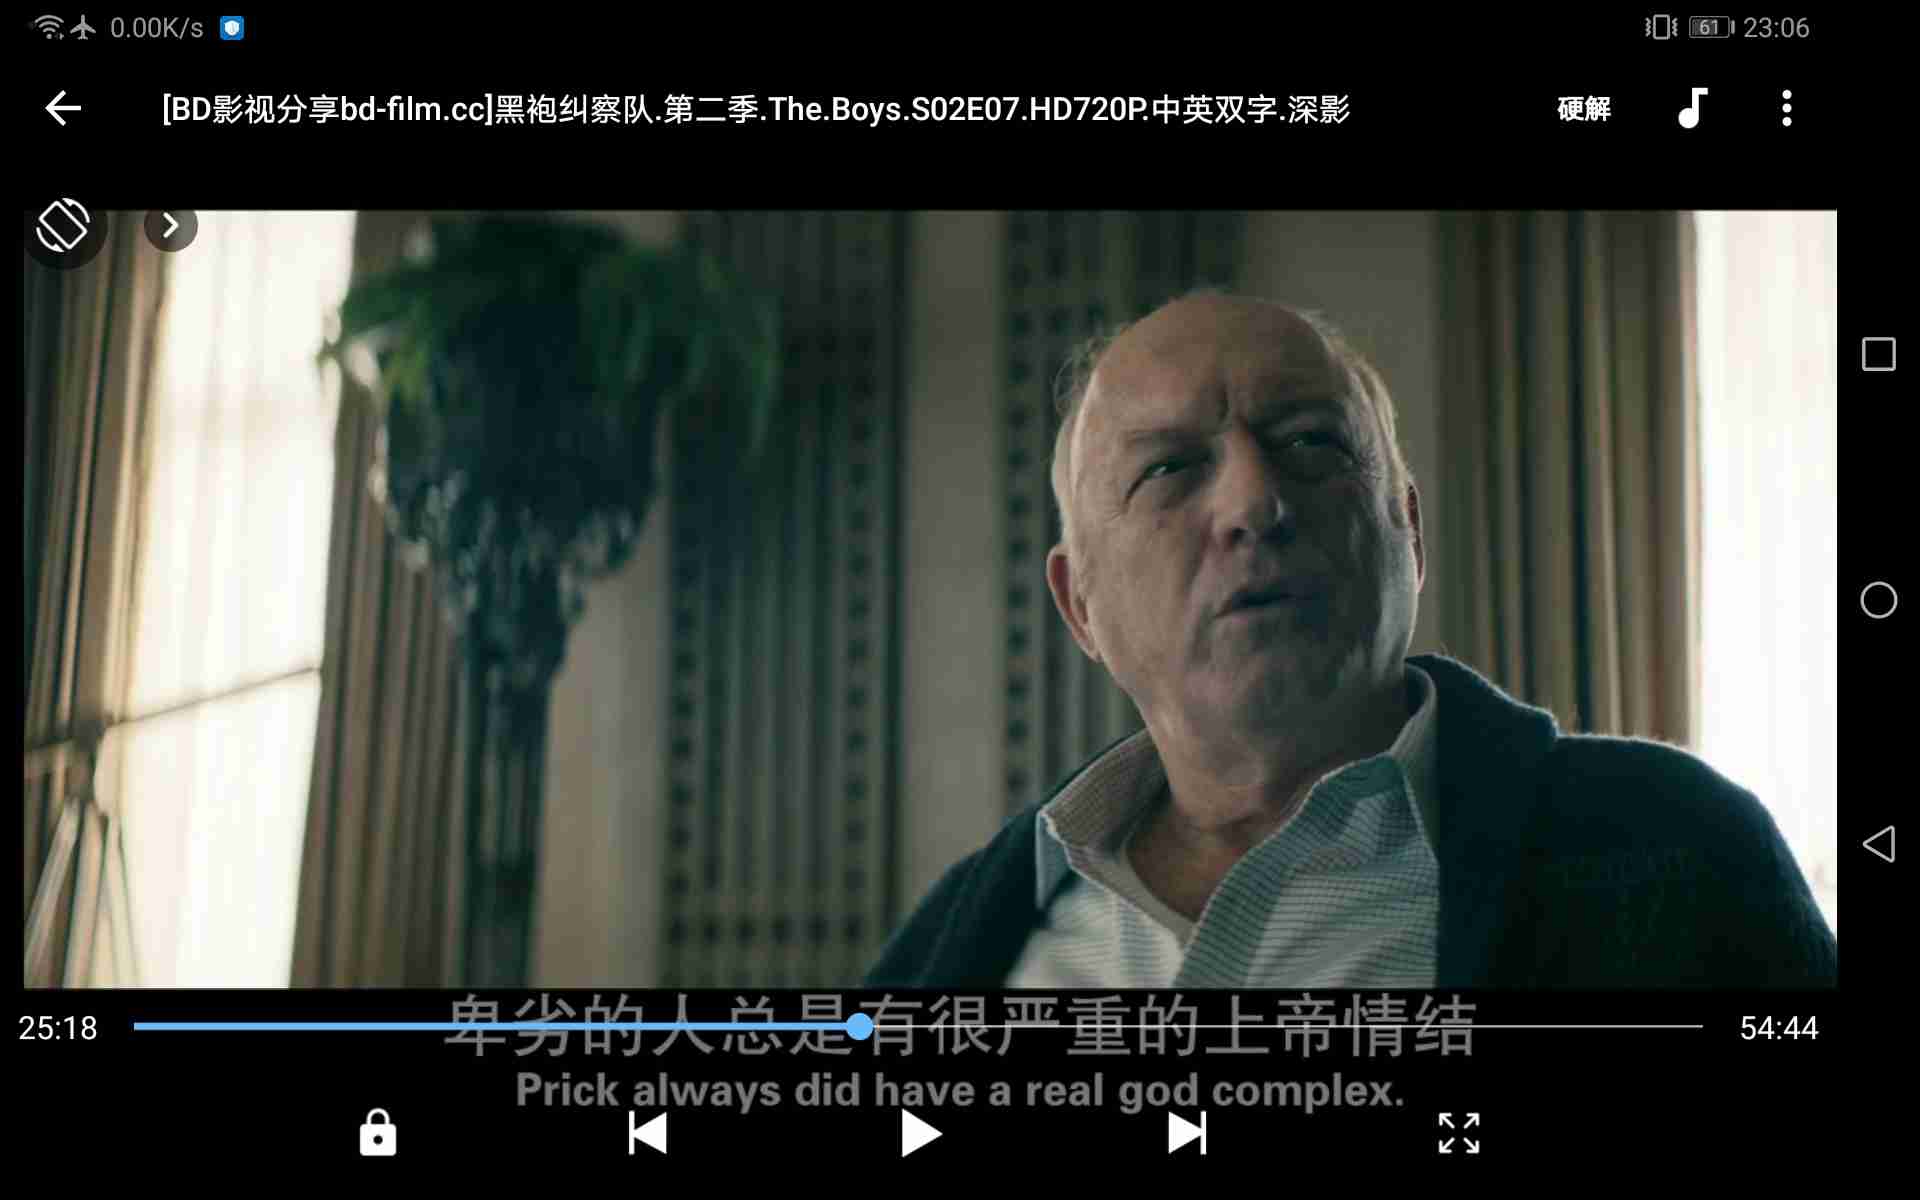 0.00K/s
61 23:06
[BD影视分享bd-film.cc]黑袍纠察队.第二季.The.Boys.S02E07.HD720P.中英双字.深影
硬解
25:18
54:44
卑劣的人总是有很严重的上帝情结
Prick always did have a real god complex.